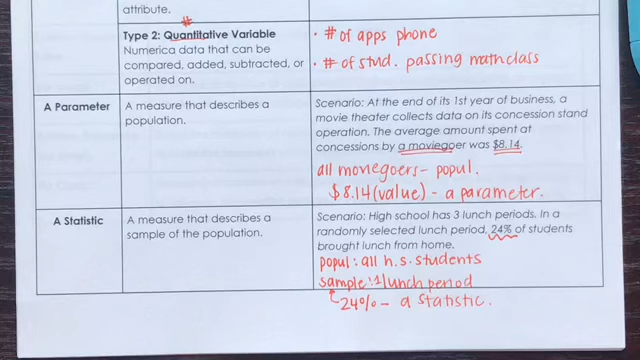 attribute.
#
Type 2: Quantitative Variable
Numerica data that can be
compared, added, subtracted, or
operated on.
• # of apps phone
• # of stud. passing math class
A Parameter
A measure that describes a
population.
Scenario: At the end of its 1st year of business, a
movie theater collects data on its concession stand
operation. The average amount spent at
concessions by a moviegoer was $8.14.
all moviegoers - popul.
$8.14 (value) - a parameter.
A Statistic
A measure that describes a
sample of the population.
Scenario: High school has 3 lunch periods. In a
randomly selected lunch period, 24% of students
brought lunch from home.
popul: all h.s. students
sample: 1 lunch period
24% - a statistic.